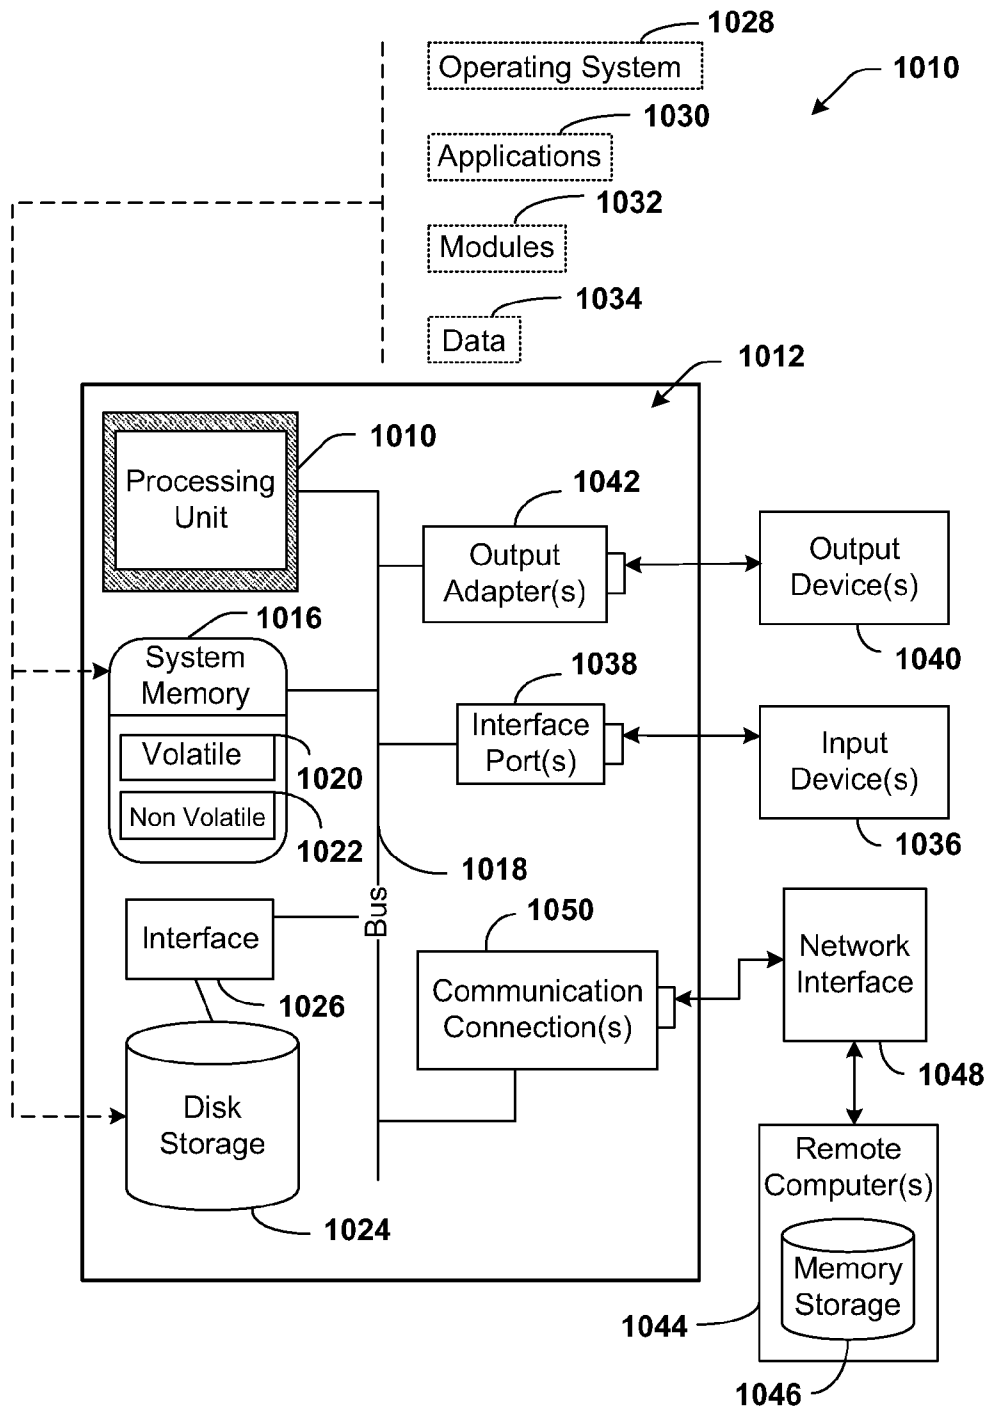 1028
Operating System
1010
1030
Applications
1032
Modules
1034
Data
1012
1010
Processing
Unit
1042
Output
Adapter(s)
Output
Device(s)
1040
1016
System
Memory
Volatile
1020
Non Volatile
1022
1038
Interface
Port(s)
Input
Device(s)
1036
1018
Bus
Interface
1026
1050
Communication
Connection(s)
Network
Interface
1048
Disk
Storage
1024
Remote
Computer(s)
Memory
Storage
1044
1046